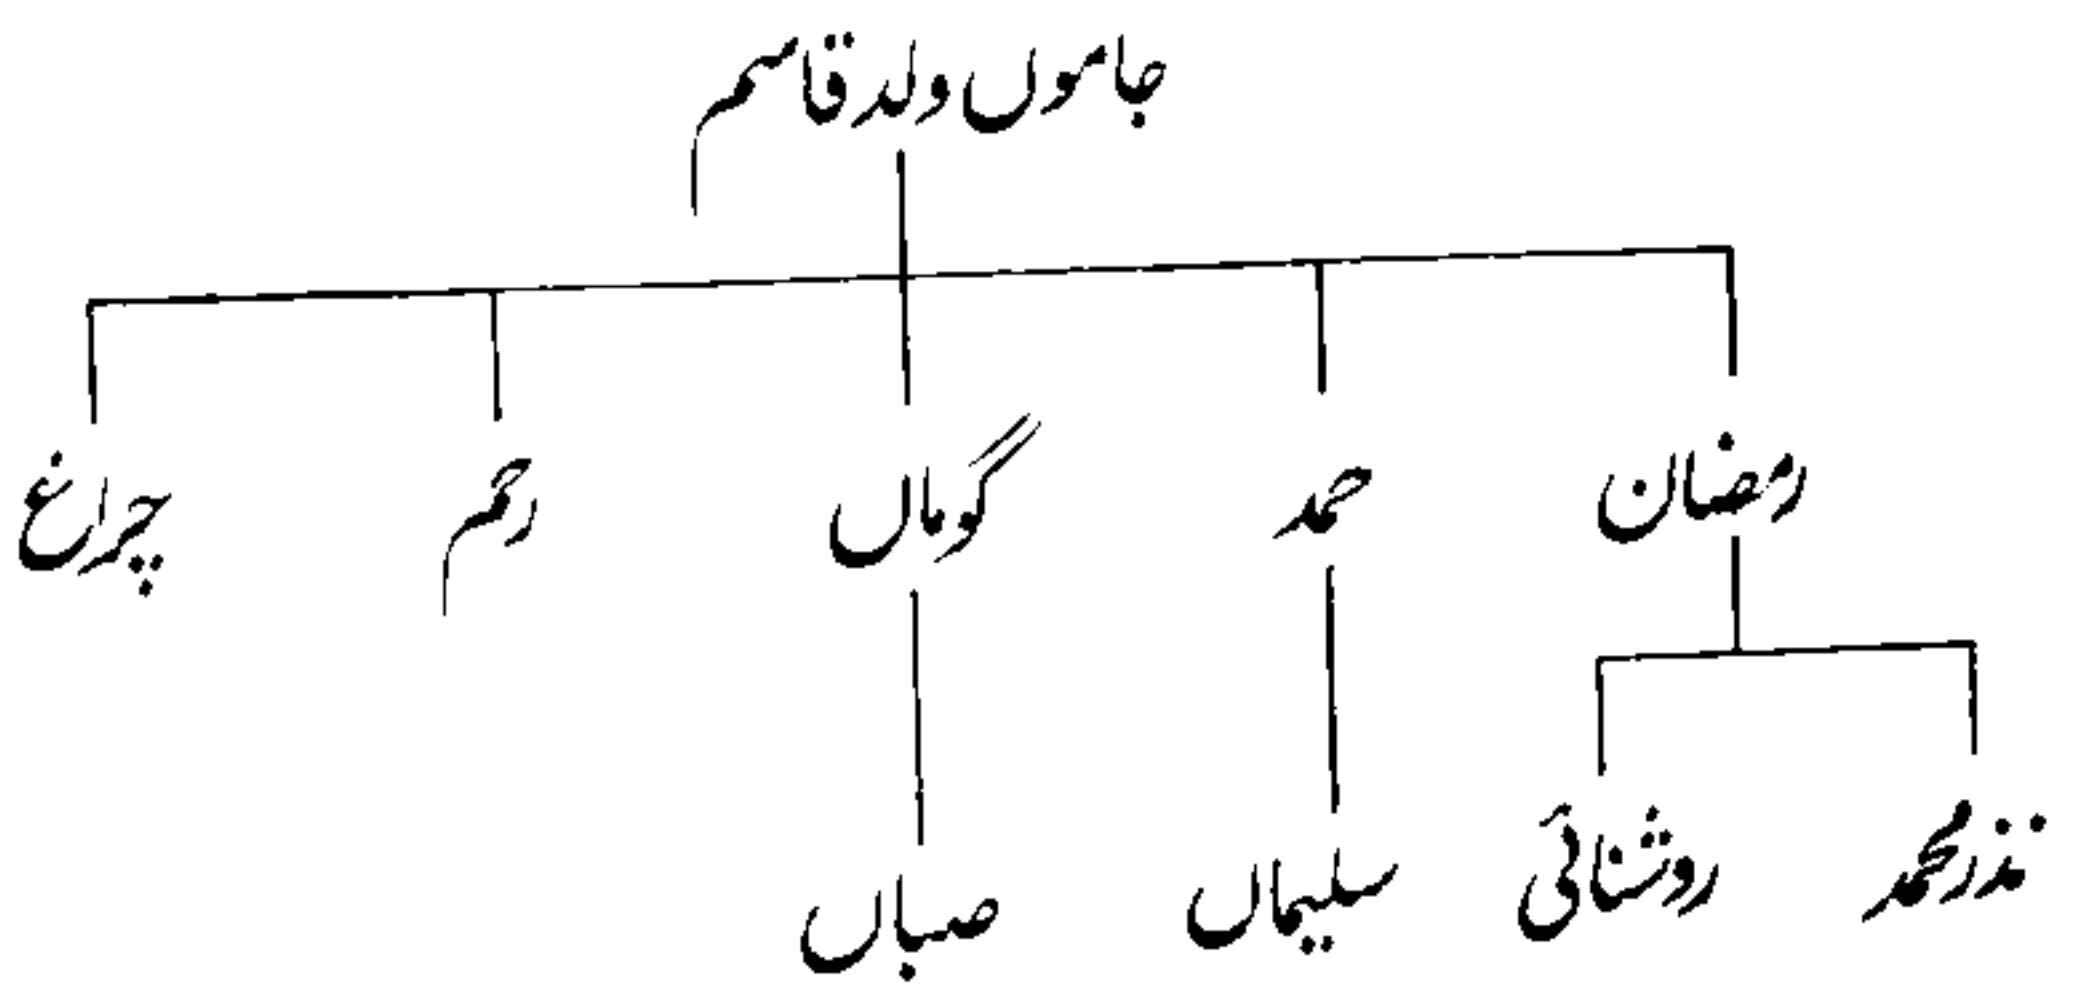 جاموں ولد قاسم
رمضان حمد گوماں رحم چراغ
نذر محمد روشنائی سلیماں صباں